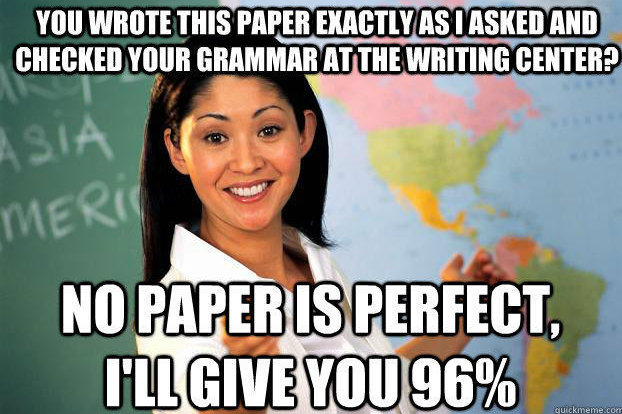 YOU WROTE THIS PAPER EXACTLY AS I ASKED AND
CHECKED YOUR GRAMMAR AT THE WRITING CENTER?
ASIA
MERI
NO PAPER IS PERFECT,
I'LL GIVE YOU 96%
quickmeme.com